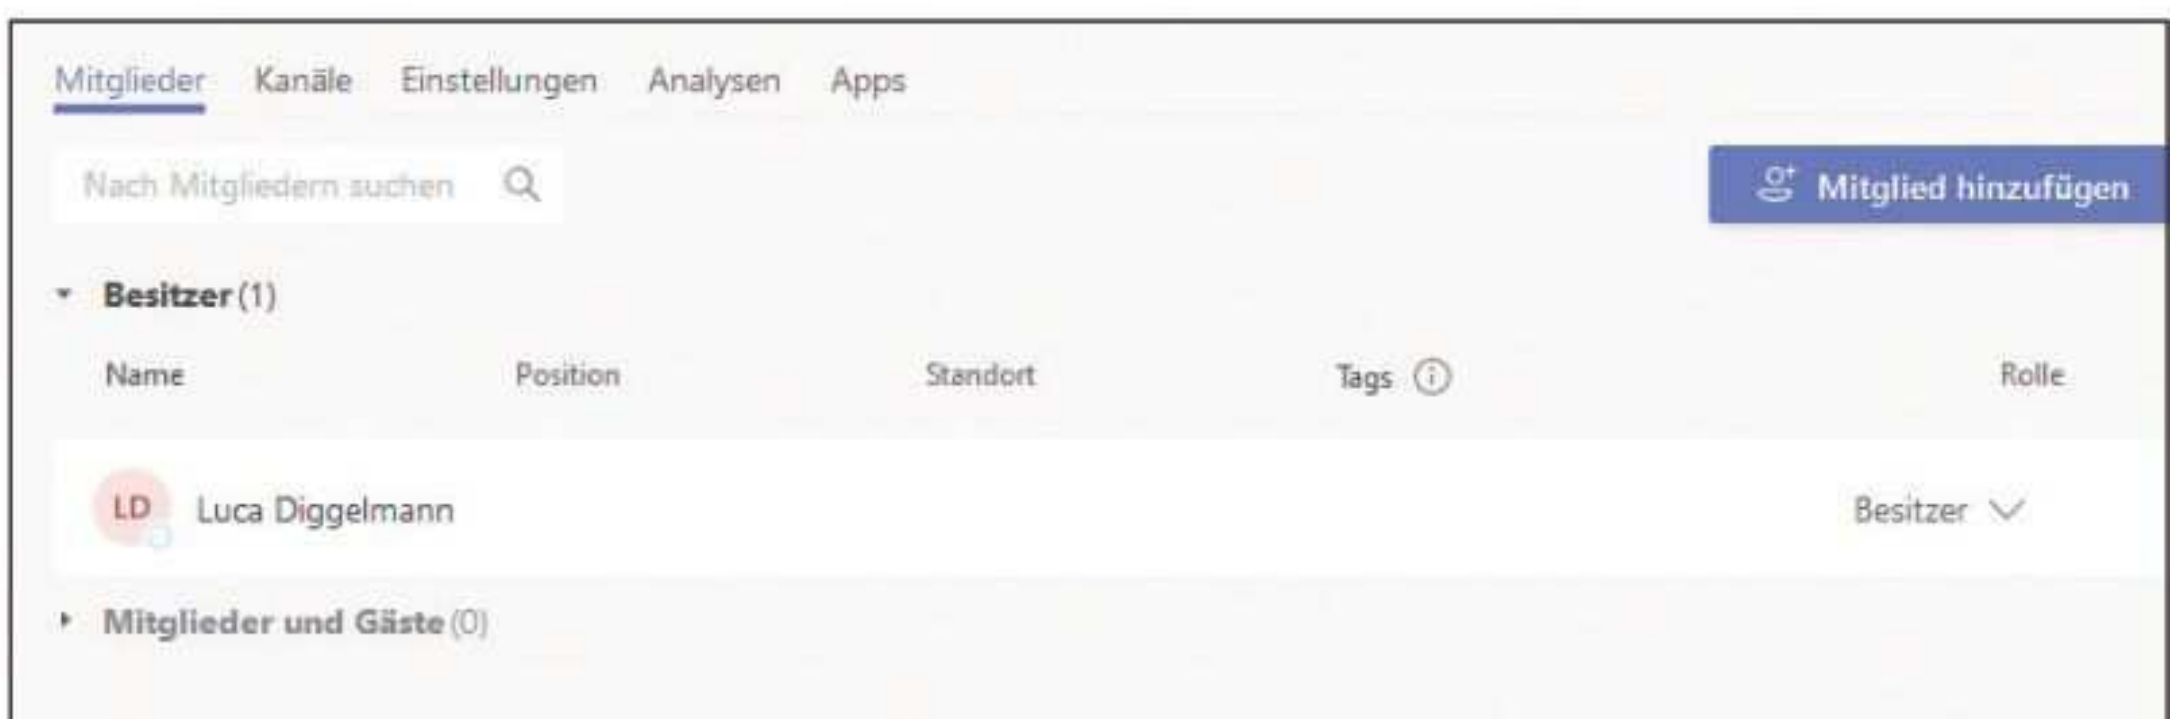 Mitglieder Kanäle Einstellungen Analysen Apps
Nach Mitgliedern suchen
Mitglied hinzufügen
Besitzer (1)
Name Position Standort Tags Rolle
LD Luca Diggelmann Besitzer
Mitglieder und Gäste (0)